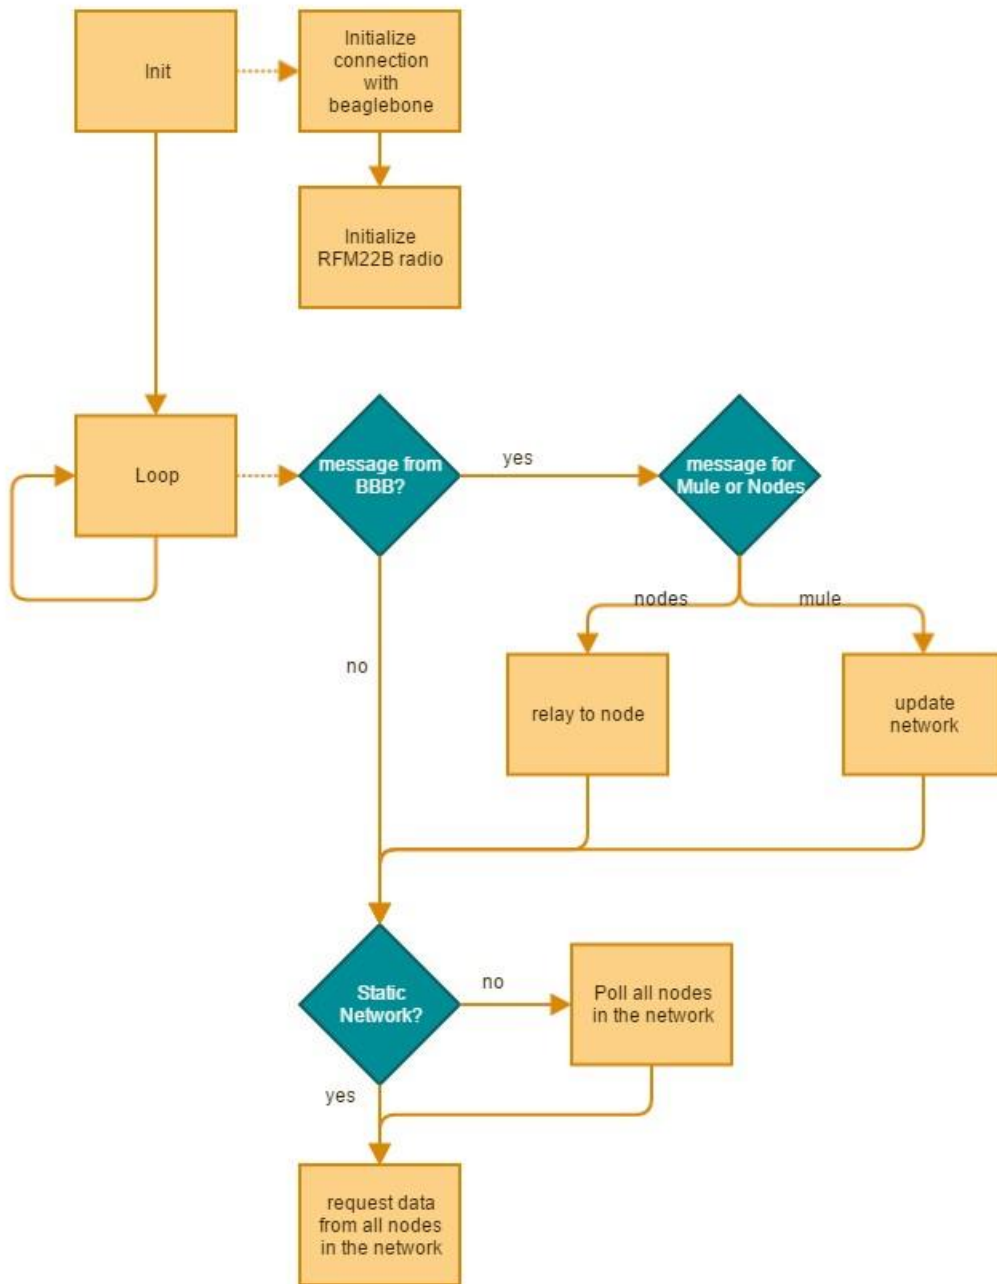 Init
Initialize
connection
with
beaglebone
Initialize
RFM22B radio
Loop
message from
BBB?
yes
message for
Mule or Nodes
nodes
mule
no
relay to node
update
network
Static
Network?
no
Poll all nodes
in the network
yes
request data
from all nodes
in the network